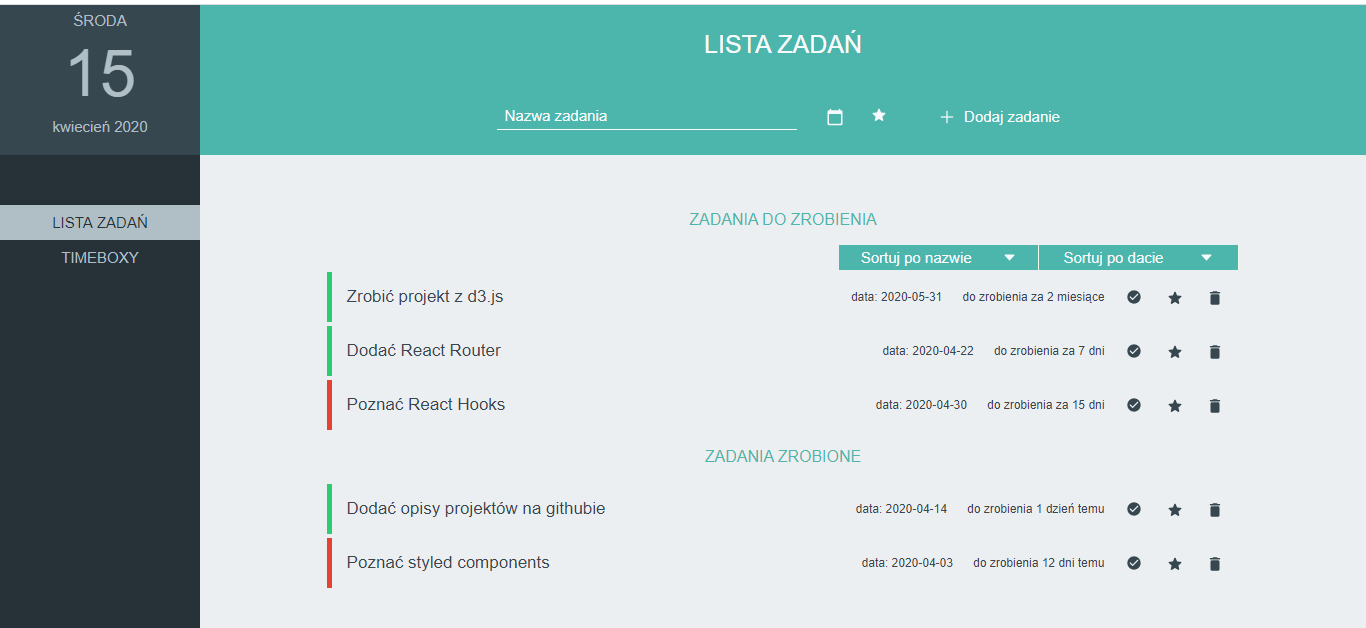 ŚRODA
15
kwiecień 2020
LISTA ZADAŃ
TIMEBOXY
LISTA ZADAŃ
Nazwa zadania
Dodaj zadanie
ZADANIA DO ZROBIENIA
Sortuj po nazwie Sortuj po dacie
Zrobić projekt z d3.js data: 2020-05-31 do zrobienia za 2 miesiące
Dodać React Router data: 2020-04-22 do zrobienia za 7 dni
Poznać React Hooks data: 2020-04-30 do zrobienia za 15 dni
ZADANIA ZROBIONE
Dodać opisy projektów na githubie data: 2020-04-14 do zrobienia 1 dzień temu
Poznać styled components data: 2020-04-03 do zrobienia 12 dni temu